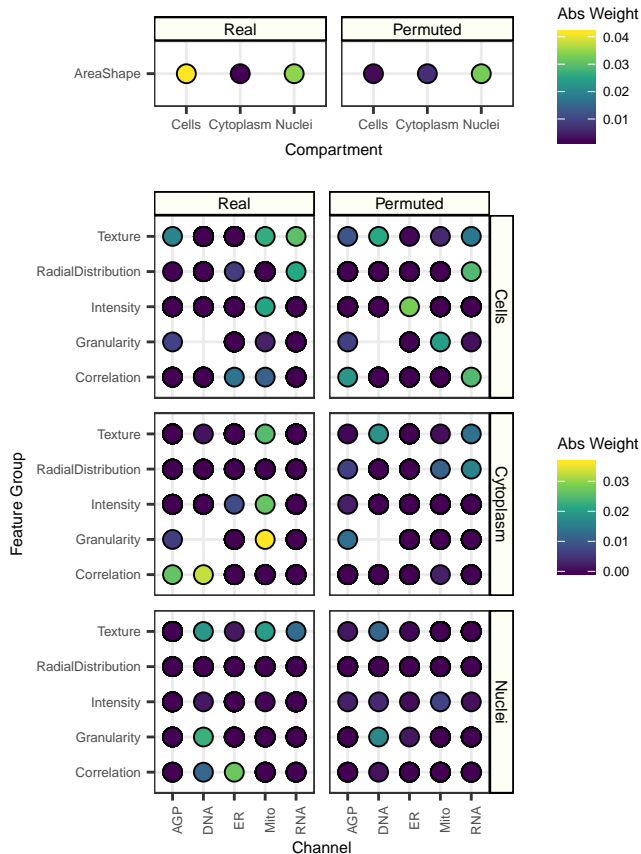 Real Permuted
AreaShape
Cells Cytoplasm Nuclei Cells Cytoplasm Nuclei
Compartment
Abs Weight
0.04
0.03
0.02
0.01
Real Permuted
Texture
RadialDistribution
Intensity
Granularity
Correlation
Cells
Texture
RadialDistribution
Intensity
Granularity
Correlation
Cytoplasm
Texture
RadialDistribution
Intensity
Granularity
Correlation
Nuclei
Feature Group
AGP DNA ER Mito RNA AGP DNA ER Mito RNA
Channel
Abs Weight
0.03
0.02
0.01
0.00